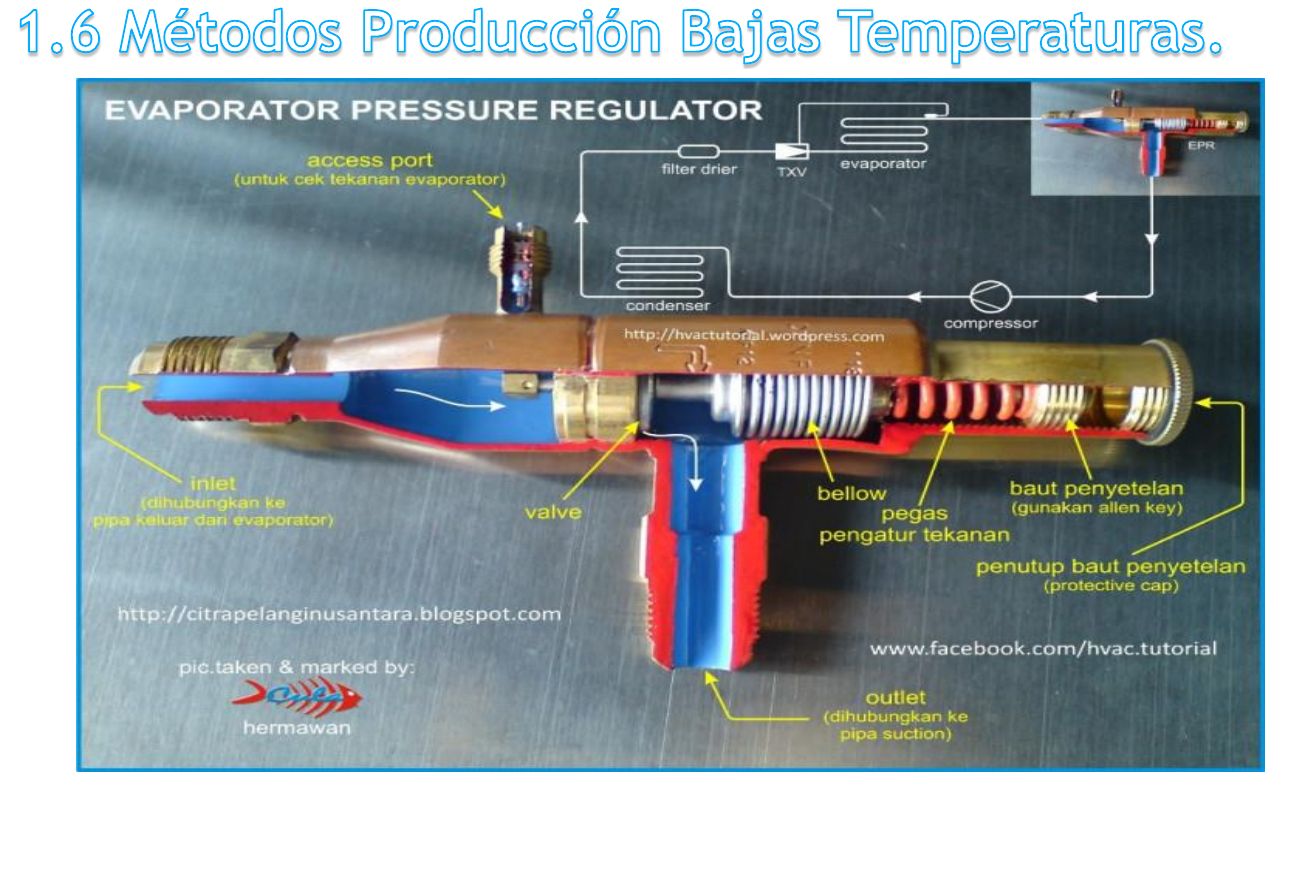 1.6 Métodos Producción Bajas Temperaturas.
EVAPORATOR PRESSURE REGULATOR
access port
(untuk cek tekanan evaporator)
filter drier
TXV
evaporator
EPR
condenser
compressor
http://hvactutorial.wordpress.com
inlet
(dihubungkan ke
pipa keluar dari evaporator)
valve
bellow
pegas
pengatur tekanan
baut penyetelan
(gunakan allen key)
penutup baut penyetelan
(protective cap)
http://citrapelanginusantara.blogspot.com
www.facebook.com/hvac.tutorial
pic.taken & marked by:
hermawan
outlet
(dihubungkan ke
pipa suction)